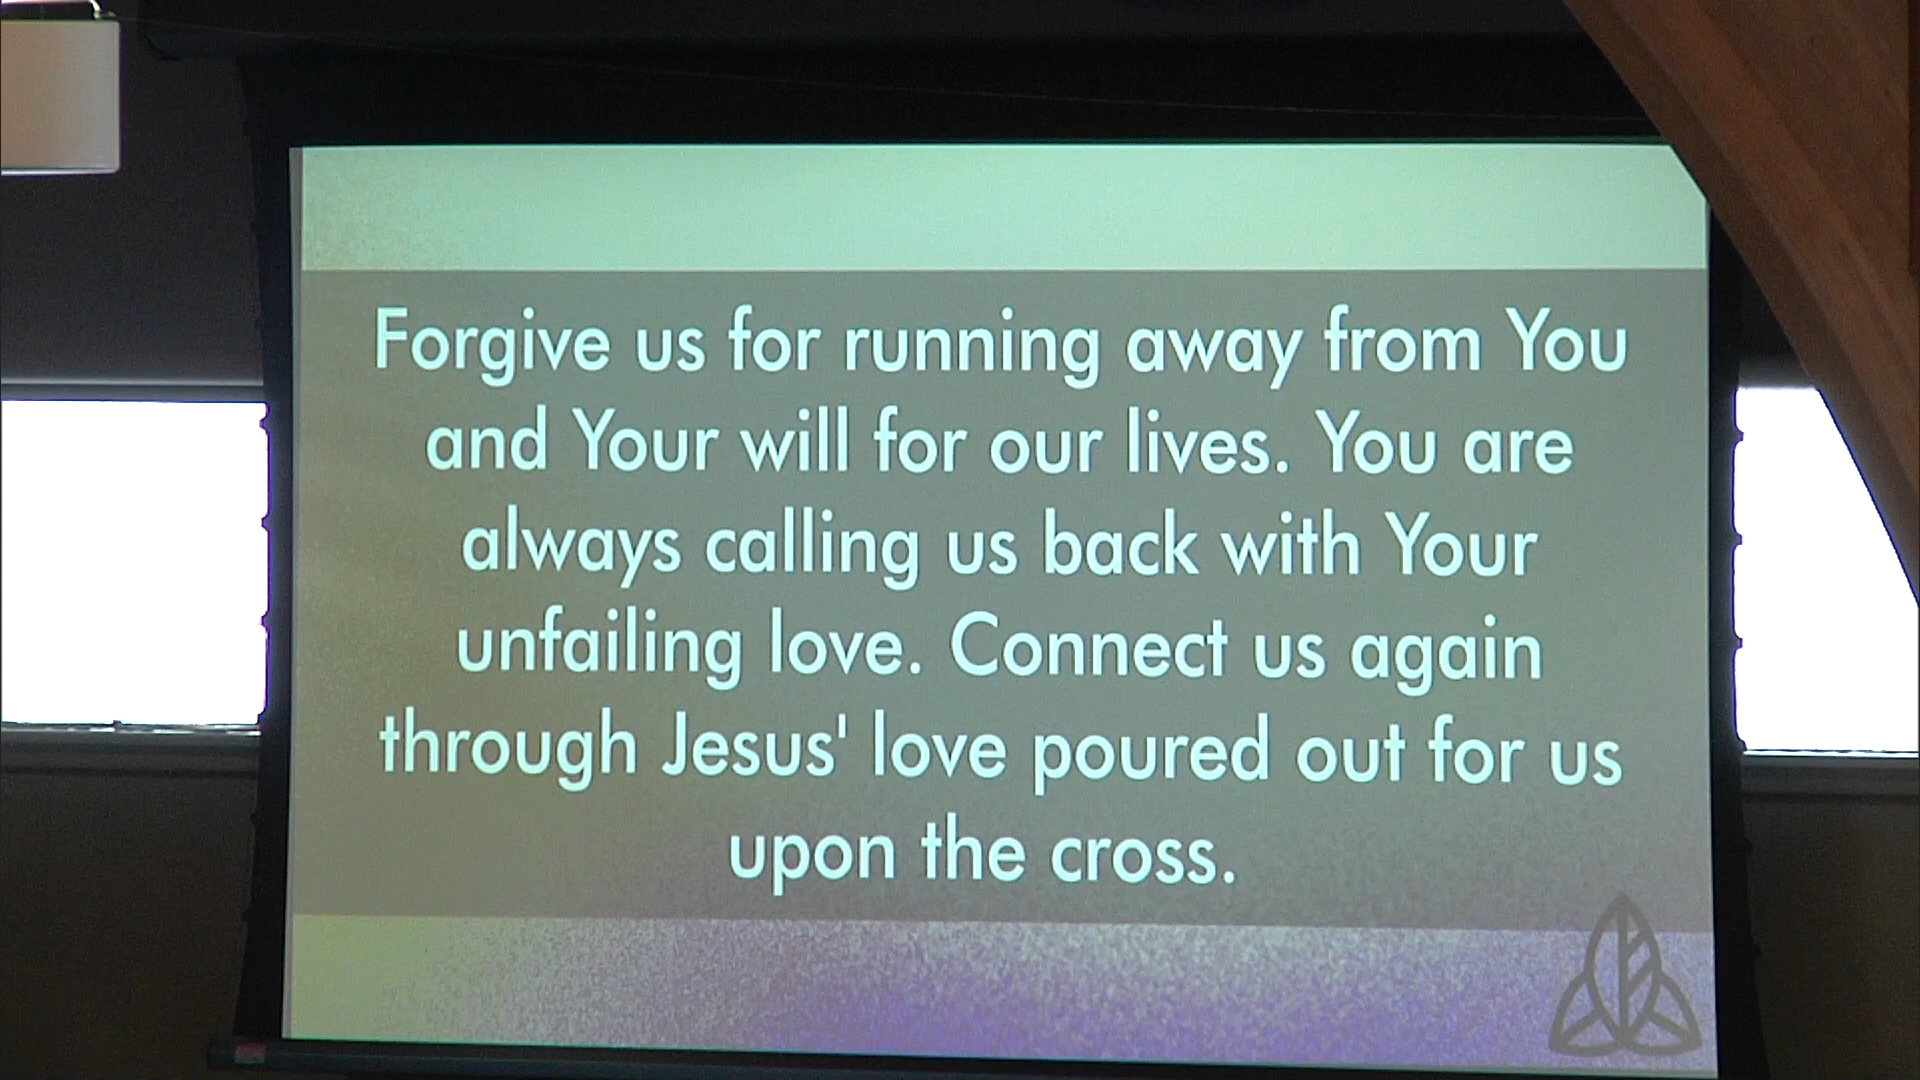 Forgive us for running away from You
and Your will for our lives. You are
always calling us back with Your
unfailing love. Connect us again
through Jesus' love poured out for us
upon the cross.